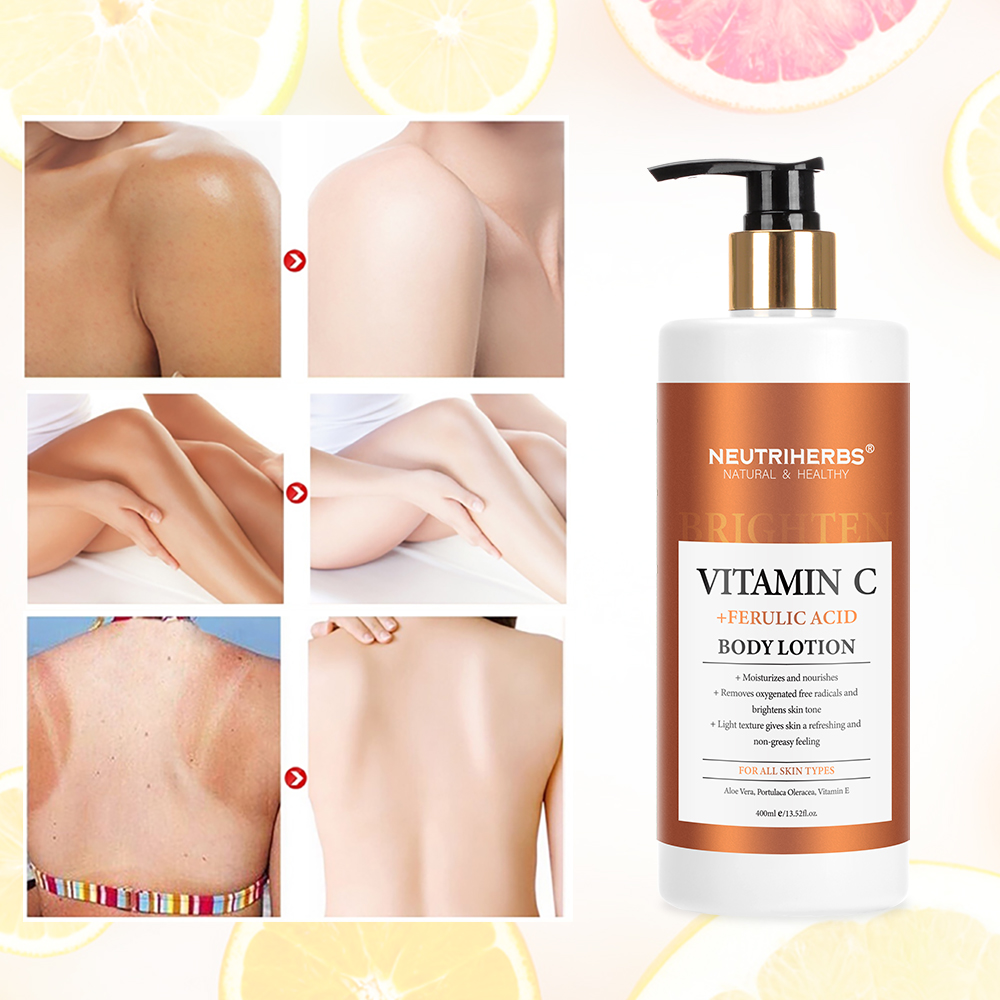 NEUTRIHERBS®
NATURAL & HEALTHY
BRIGHTEN
VITAMIN C
+FERULIC ACID
BODY LOTION
+ Moisturizes and nourishes
+ Removes oxygenated free radicals and
brightens skin tone
+ Light texture gives skin a refreshing and
non-greasy feeling
FOR ALL SKIN TYPES
Aloe Vera, Portulaca Oleracea, Vitamin E
400ml e/13.52fl.oz.